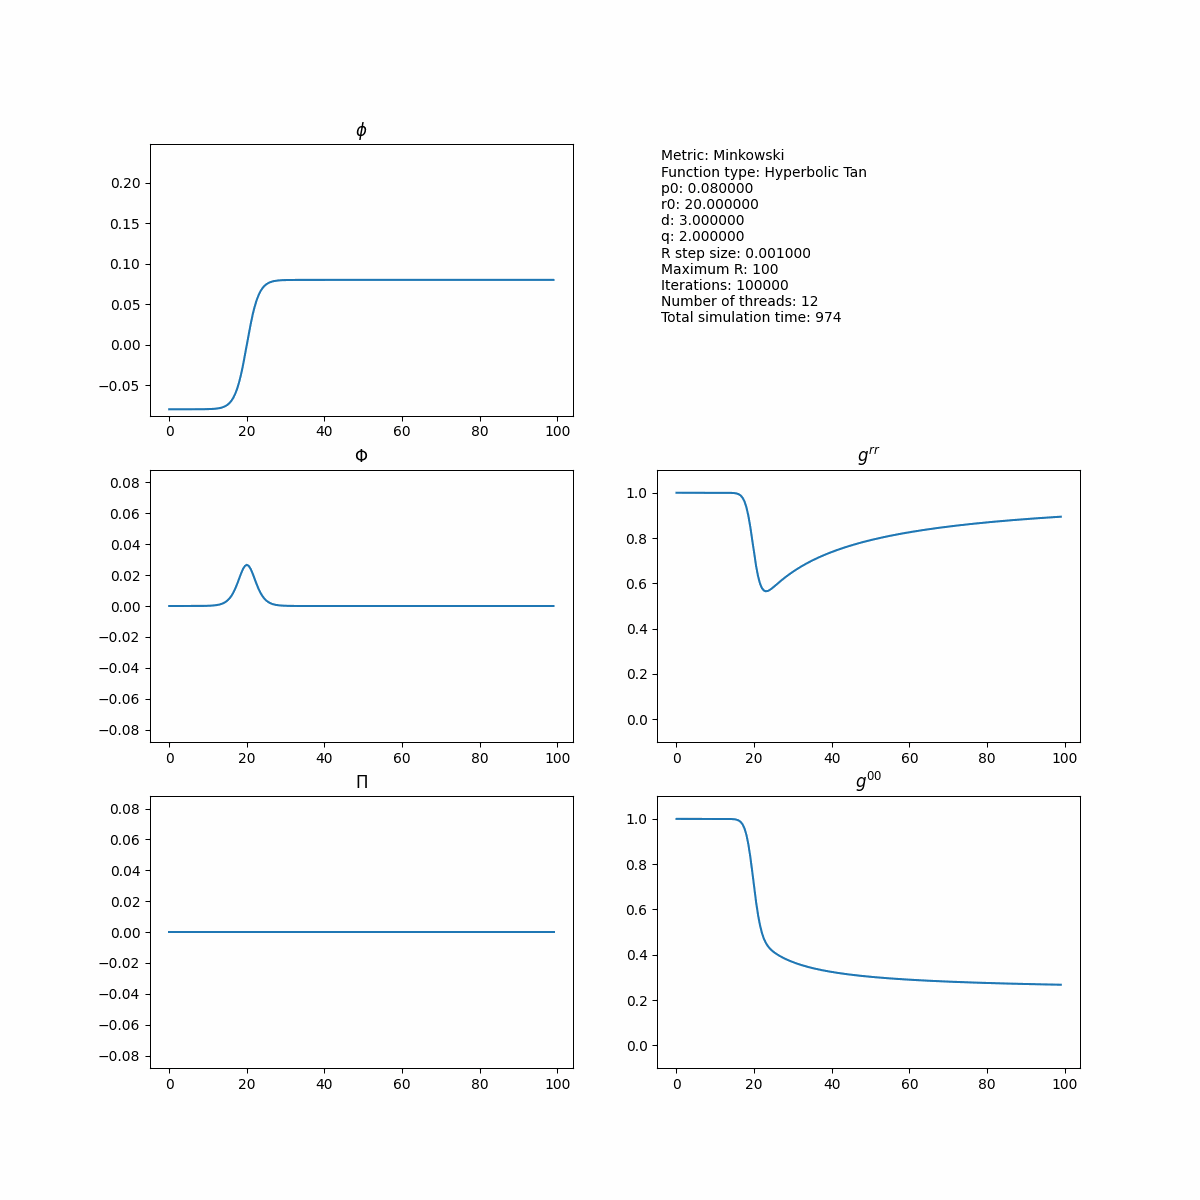 ϕ
0.20
0.15
0.10
0.05
0.00
−0.05
0 20 40 60 80 100
Metric: Minkowski
Function type: Hyperbolic Tan
p0: 0.080000
r0: 20.000000
d: 3.000000
q: 2.000000
R step size: 0.001000
Maximum R: 100
Iterations: 100000
Number of threads: 12
Total simulation time: 974
Φ
0.08
0.06
0.04
0.02
0.00
−0.02
−0.04
−0.06
−0.08
0 20 40 60 80 100
g^{rr}
1.0
0.8
0.6
0.4
0.2
0.0
0 20 40 60 80 100
Π
0.08
0.06
0.04
0.02
0.00
−0.02
−0.04
−0.06
−0.08
0 20 40 60 80 100
g^{00}
1.0
0.8
0.6
0.4
0.2
0.0
0 20 40 60 80 100